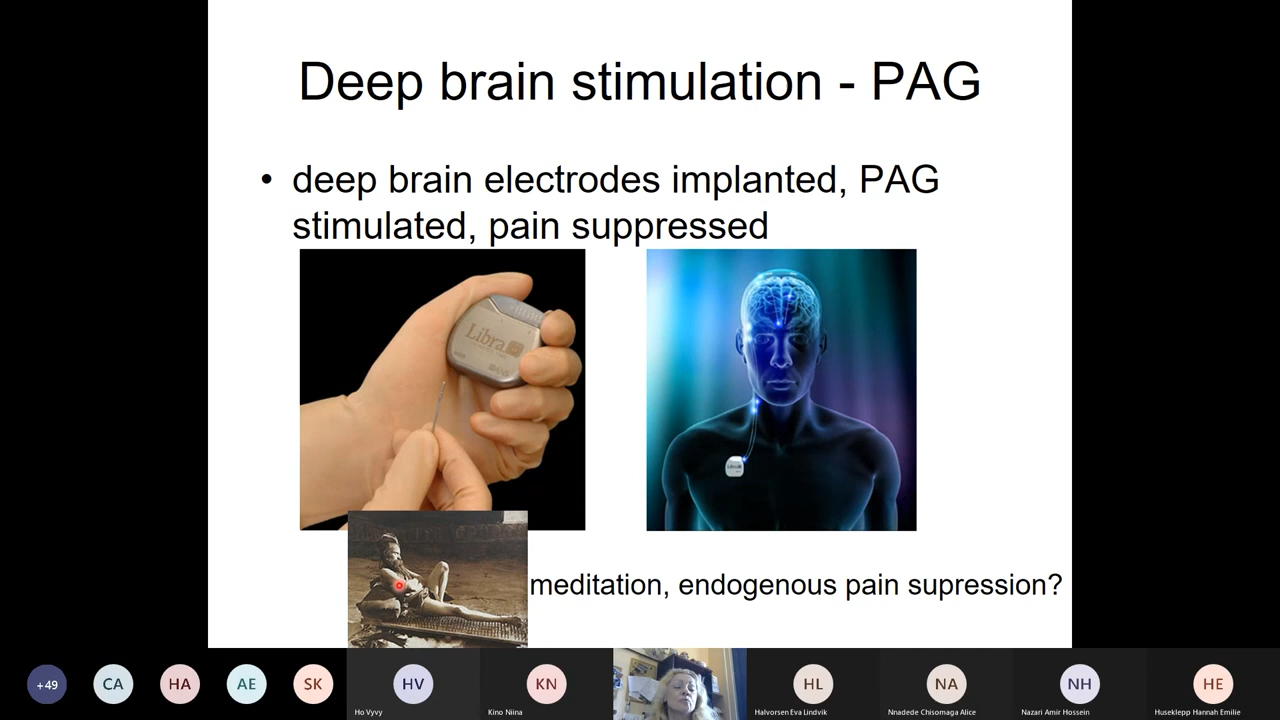 Deep brain stimulation - PAG
• deep brain electrodes implanted, PAG
stimulated, pain suppressed
Libra
Libra
meditation, endogenous pain supression?
+49
CA
HA
AE
SK
HV
KN
HL
NA
NH
HE
Ho Vyvy
Kino Niina
Halvorsen Eva Lindvik
Nnadede Chisomaga Alice
Nazari Amir Hossein
Huseklepp Hannah Emilie